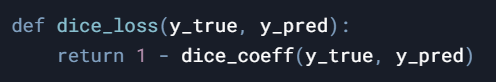 def dice_loss(y_true, y_pred):
    return 1 - dice_coeff(y_true, y_pred)